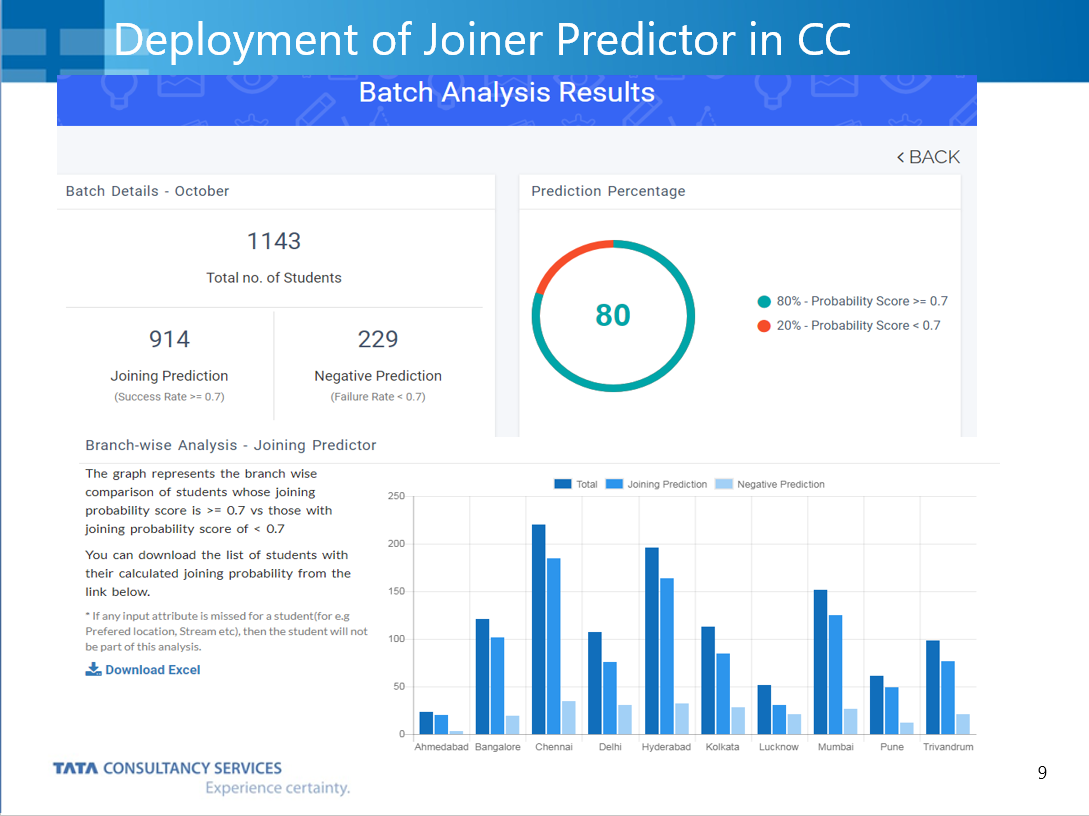 Deployment of Joiner Predictor in CC
Batch Analysis Results
< BACK
Batch Details - October
1143
Total no. of Students
914
Joining Prediction
(Success Rate >= 0.7)
229
Negative Prediction
(Failure Rate < 0.7)
Prediction Percentage
80
80% - Probability Score >= 0.7
20% - Probability Score < 0.7
Branch-wise Analysis - Joining Predictor
The graph represents the branch wise
comparison of students whose joining
probability score is >= 0.7 vs those with
joining probability score of < 0.7
You can download the list of students with
their calculated joining probability from the
link below.
* If any input attribute is missed for a student(for e.g
Prefered location, Stream etc), then the student will not
be part of this analysis.
Download Excel
Total Joining Prediction Negative Prediction
250
200
150
100
50
0
Ahmedabad Bangalore Chennai Delhi Hyderabad Kolkata Lucknow Mumbai Pune Trivandrum
TATA CONSULTANCY SERVICES
Experience certainty.
9